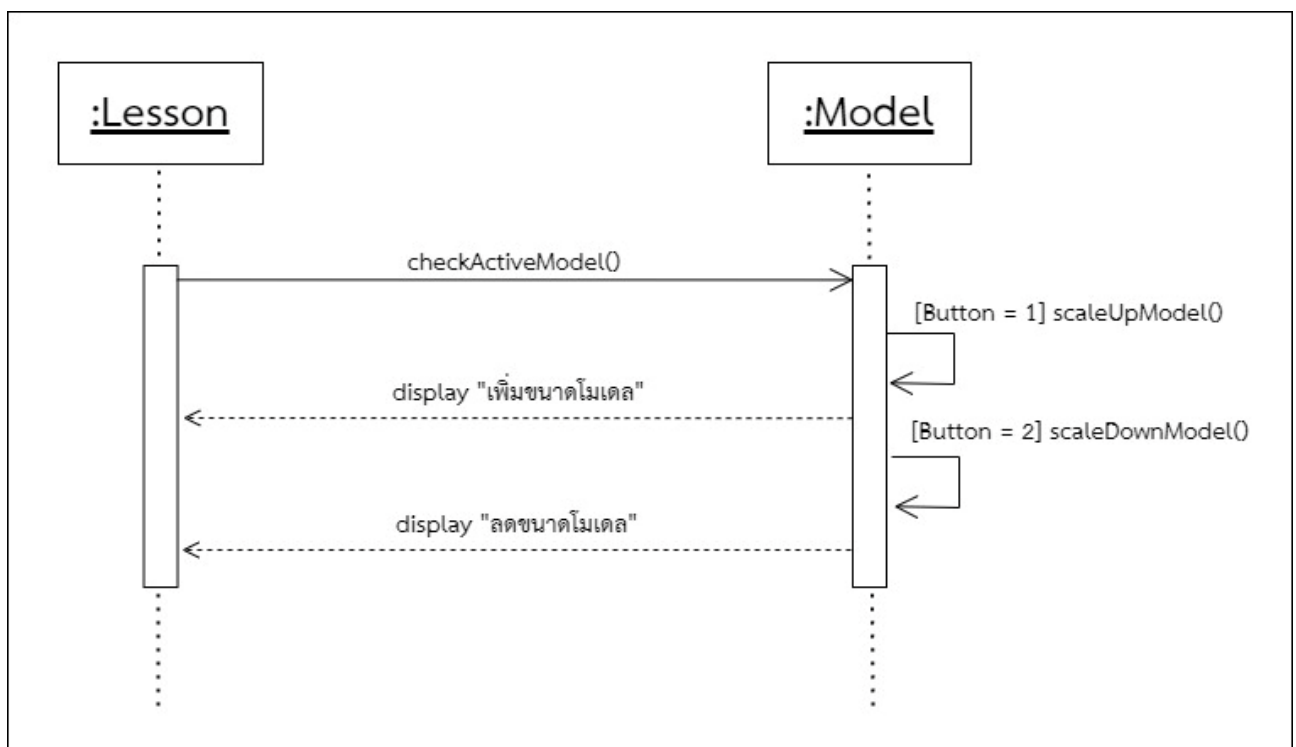 :Lesson
:Model
checkActiveModel()
[Button = 1] scaleUpModel()
display "เพิ่มขนาดโมเดล"
[Button = 2] scaleDownModel()
display "ลดขนาดโมเดล"